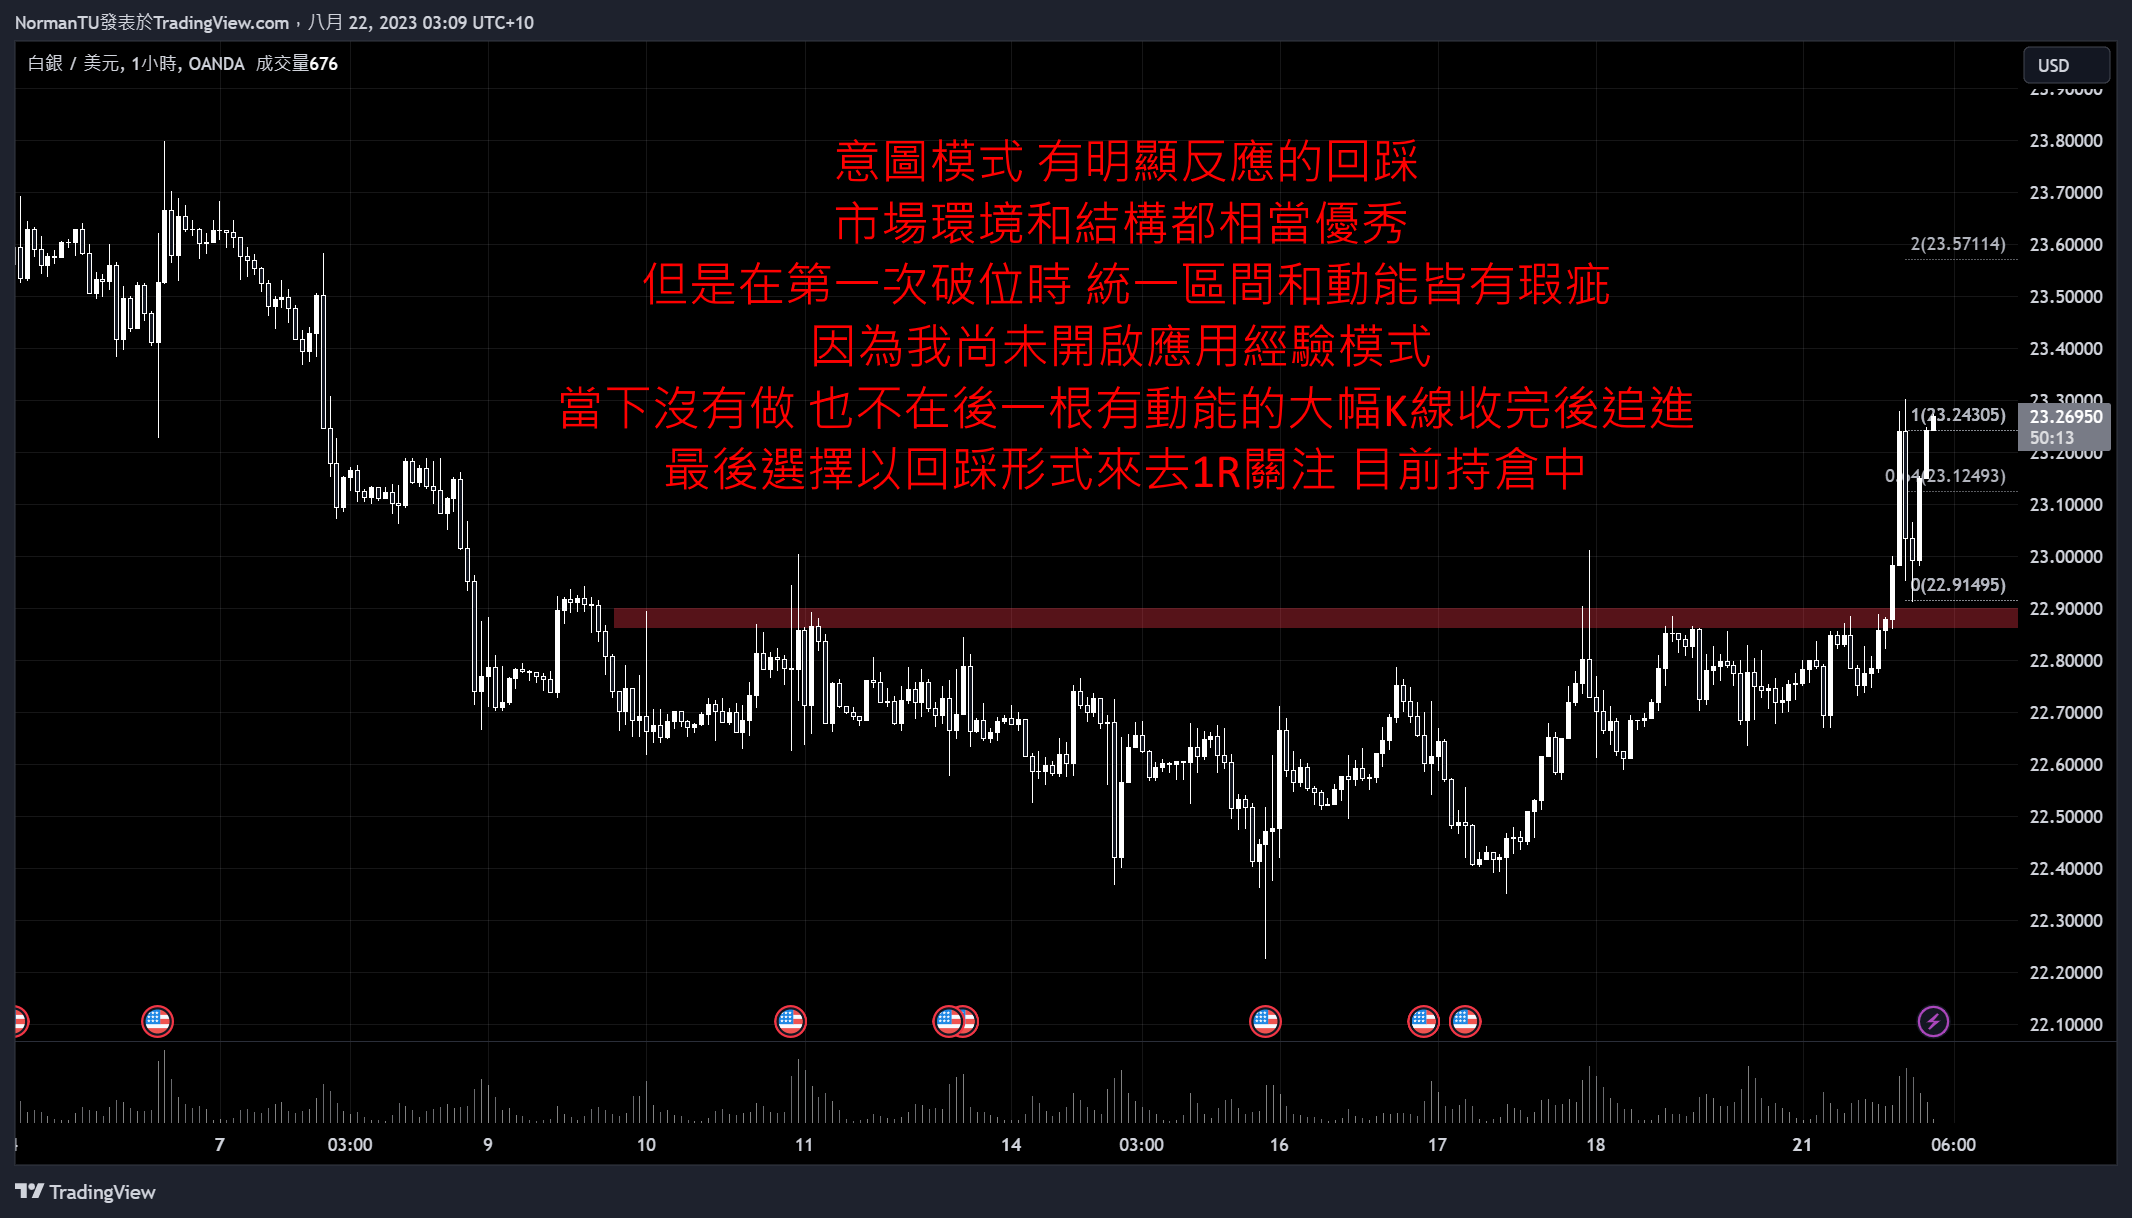 NormanTU發表於TradingView.com，八月 22, 2023 03:09 UTC+10
白銀 / 美元, 1小時, OANDA 成交量676
USD
23.90000
23.80000
意圖模式 有明顯反應的回踩
23.70000
市場環境和結構都相當優秀
2(23.57114)
23.60000
但是在第一次破位時 統一區間和動能皆有瑕疵
23.50000
因為我尚未開啟應用經驗模式
23.40000
當下沒有做 也不在後一根有動能的大幅K線收完後追進
23.30000
1(23.24305)
23.26950
50:13
23.20000
最後選擇以回踩形式來去1R關注 目前持倉中
(23.12493)
23.10000
23.00000
0(22.91495)
22.90000
22.80000
22.70000
22.60000
22.50000
22.40000
22.30000
22.20000
22.10000
7 03:00 9 10 11 14 03:00 16 17 18 21 06:00
TradingView